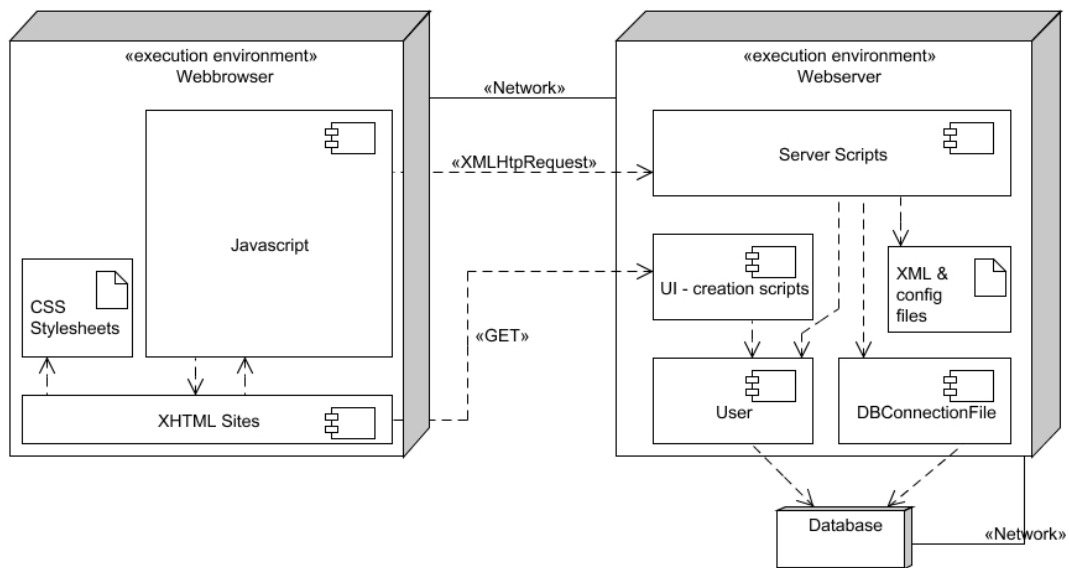 «execution environment»
Webbrowser
Javascript
CSS
Stylesheets
XHTML Sites
«Network»
«XMLHtpRequest»
«GET»
«execution environment»
Webserver
Server Scripts
UI - creation scripts
XML &
config
files
User
DBConnectionFile
Database
«Network»